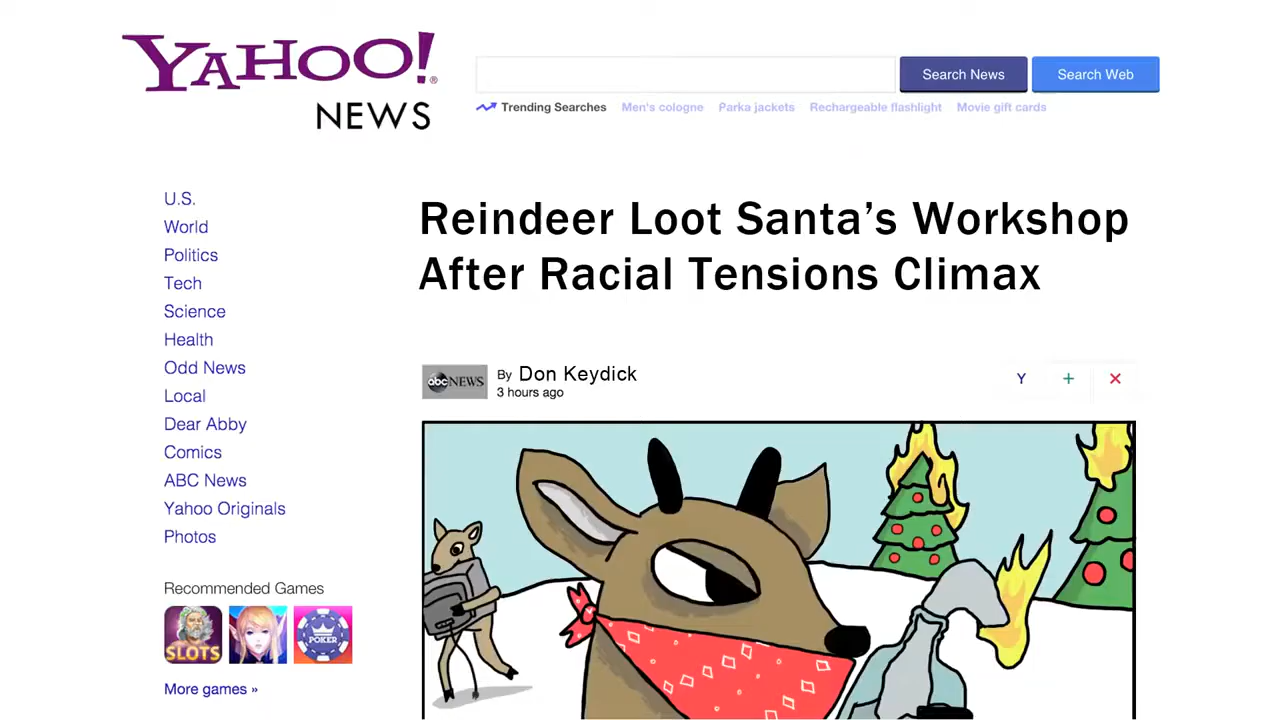 YAHOO!
NEWS
Search News
Search Web
Trending Searches Men's cologne Parka jackets Rechargeable flashlight Movie gift cards
U.S.
World
Politics
Tech
Science
Health
Odd News
Local
Dear Abby
Comics
ABC News
Yahoo Originals
Photos
Recommended Games
SLOTS
POKER
More games »
Reindeer Loot Santa’s Workshop
After Racial Tensions Climax
abc NEWS
By Don Keydick
3 hours ago
Y + ×